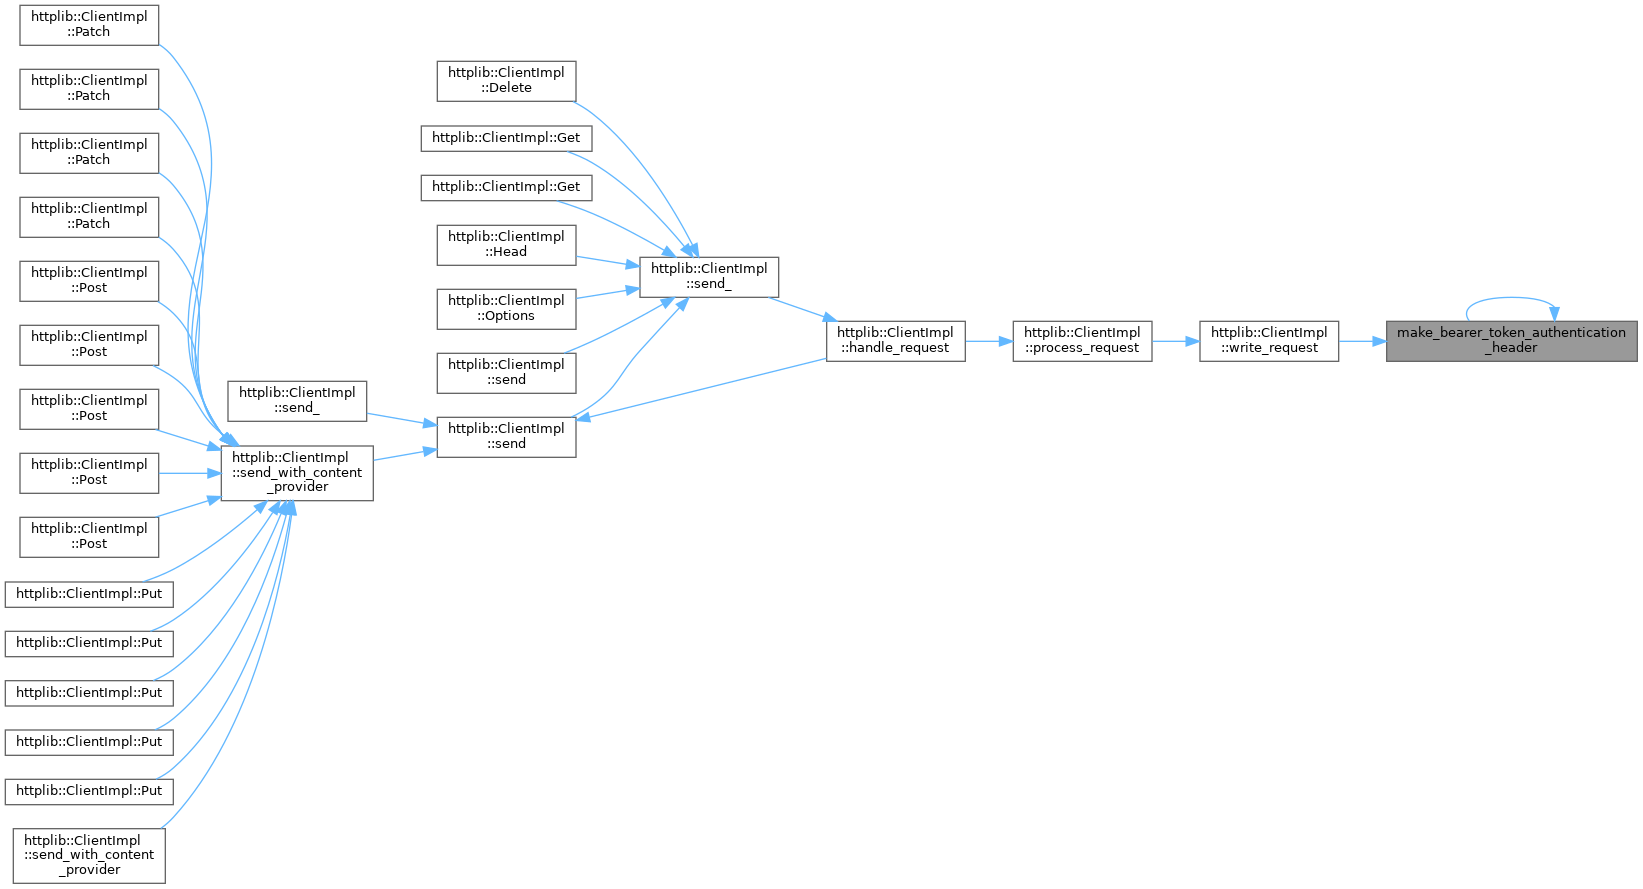 httplib::ClientImpl
::Patch
httplib::ClientImpl
::Patch
httplib::ClientImpl
::Patch
httplib::ClientImpl
::Patch
httplib::ClientImpl
::Post
httplib::ClientImpl
::Post
httplib::ClientImpl
::Post
httplib::ClientImpl
::Post
httplib::ClientImpl
::Post
httplib::ClientImpl::Put
httplib::ClientImpl::Put
httplib::ClientImpl::Put
httplib::ClientImpl::Put
httplib::ClientImpl::Put
httplib::ClientImpl
::send_with_content
_provider
httplib::ClientImpl
::send_
httplib::ClientImpl
::send_with_content
_provider
httplib::ClientImpl
::Delete
httplib::ClientImpl::Get
httplib::ClientImpl::Get
httplib::ClientImpl
::Head
httplib::ClientImpl
::Options
httplib::ClientImpl
::send
httplib::ClientImpl
::send
httplib::ClientImpl
::send_
httplib::ClientImpl
::handle_request
httplib::ClientImpl
::process_request
httplib::ClientImpl
::write_request
make_bearer_token_authentication
_header